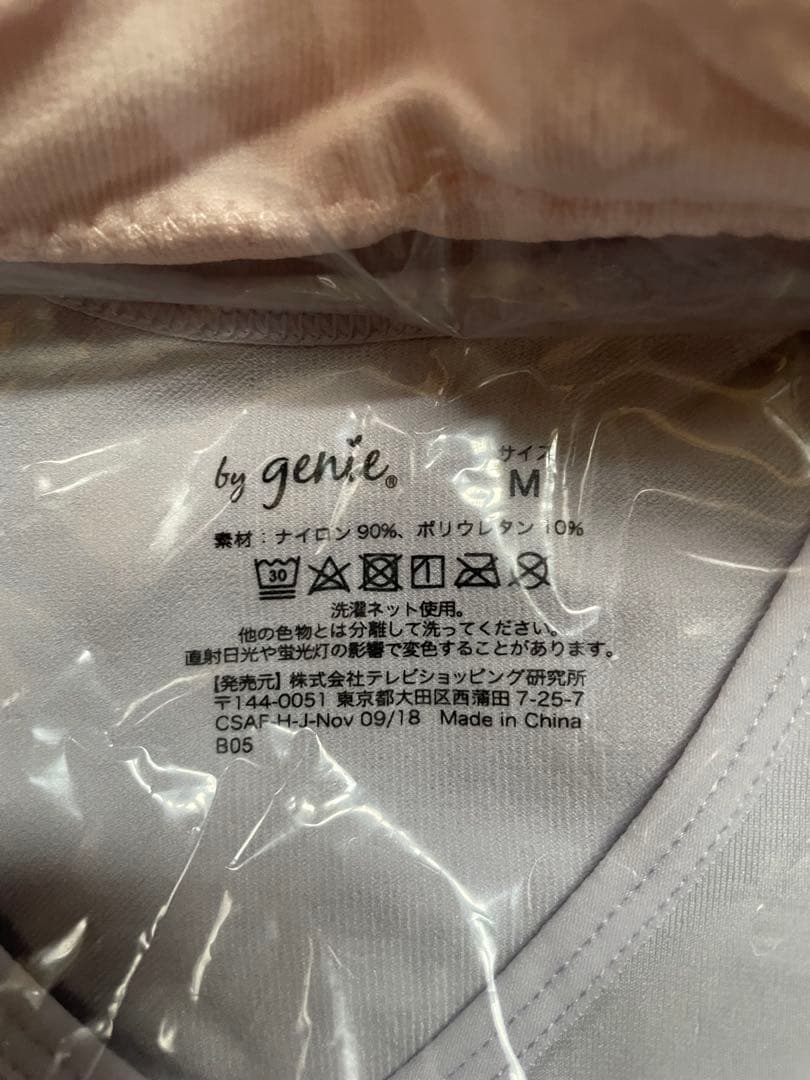 by genie®
サイズ
M
素材：ナイロン 90%、ポリウレタン 10%
30
洗濯ネット使用。
他の色物とは分離して洗ってください。
直射日光や蛍光灯の影響で変色することがあります。
[発売元] 株式会社テレビショッピング研究所
〒144-0051 東京都大田区西蒲田 7-25-7
CSAF-H-J-Nov 09/18 Made in China
B05